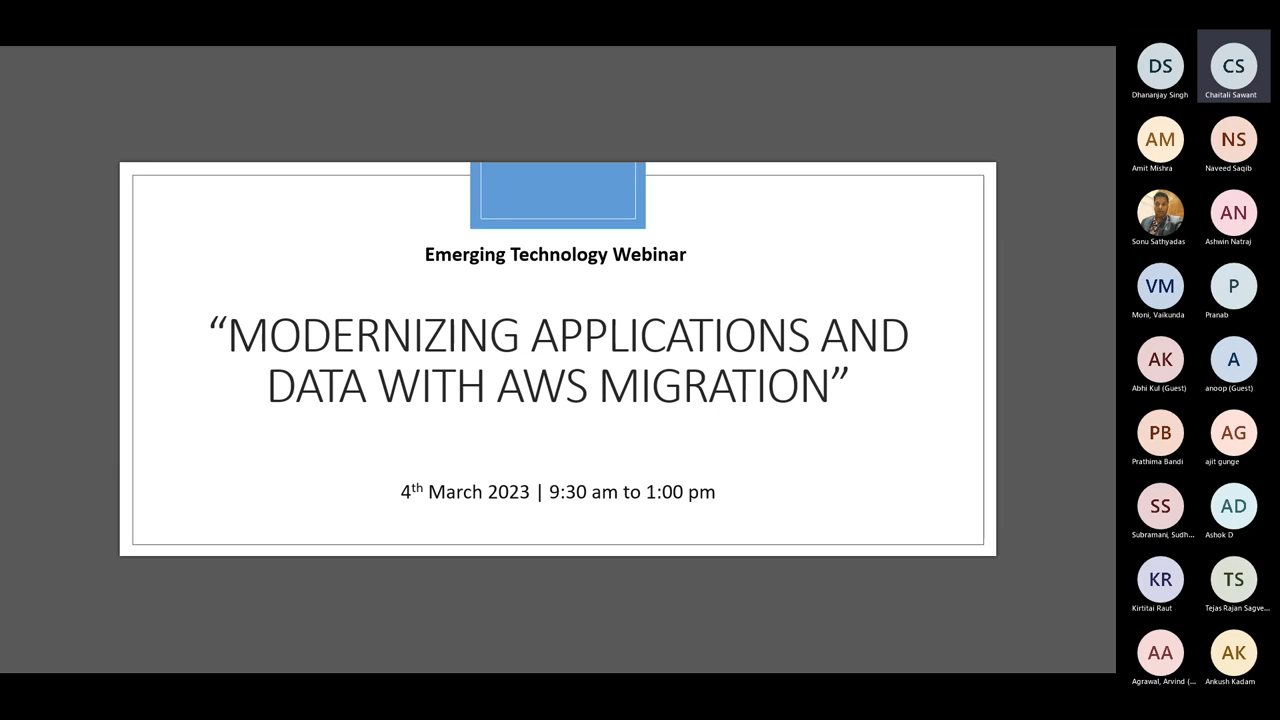 Emerging Technology Webinar
“MODERNIZING APPLICATIONS AND
DATA WITH AWS MIGRATION”
4th March 2023 | 9:30 am to 1:00 pm
DS
Dhananjay Singh
CS
Chaitali Sawant
AM
Amit Mishra
NS
Naveed Saqib
Sonu Sathyadas
AN
Ashwin Natraj
VM
Moni, Vaikunda
P
Pranab
AK
Abhi Kul (Guest)
A
anoop (Guest)
PB
Prathima Bandi
AG
ajit gunge
SS
Subramani, Sudh...
AD
Ashok D
KR
Kirtitai Raut
TS
Tejas Rajan Sagve...
AA
Agrawal, Arvind (...
AK
Ankush Kadam